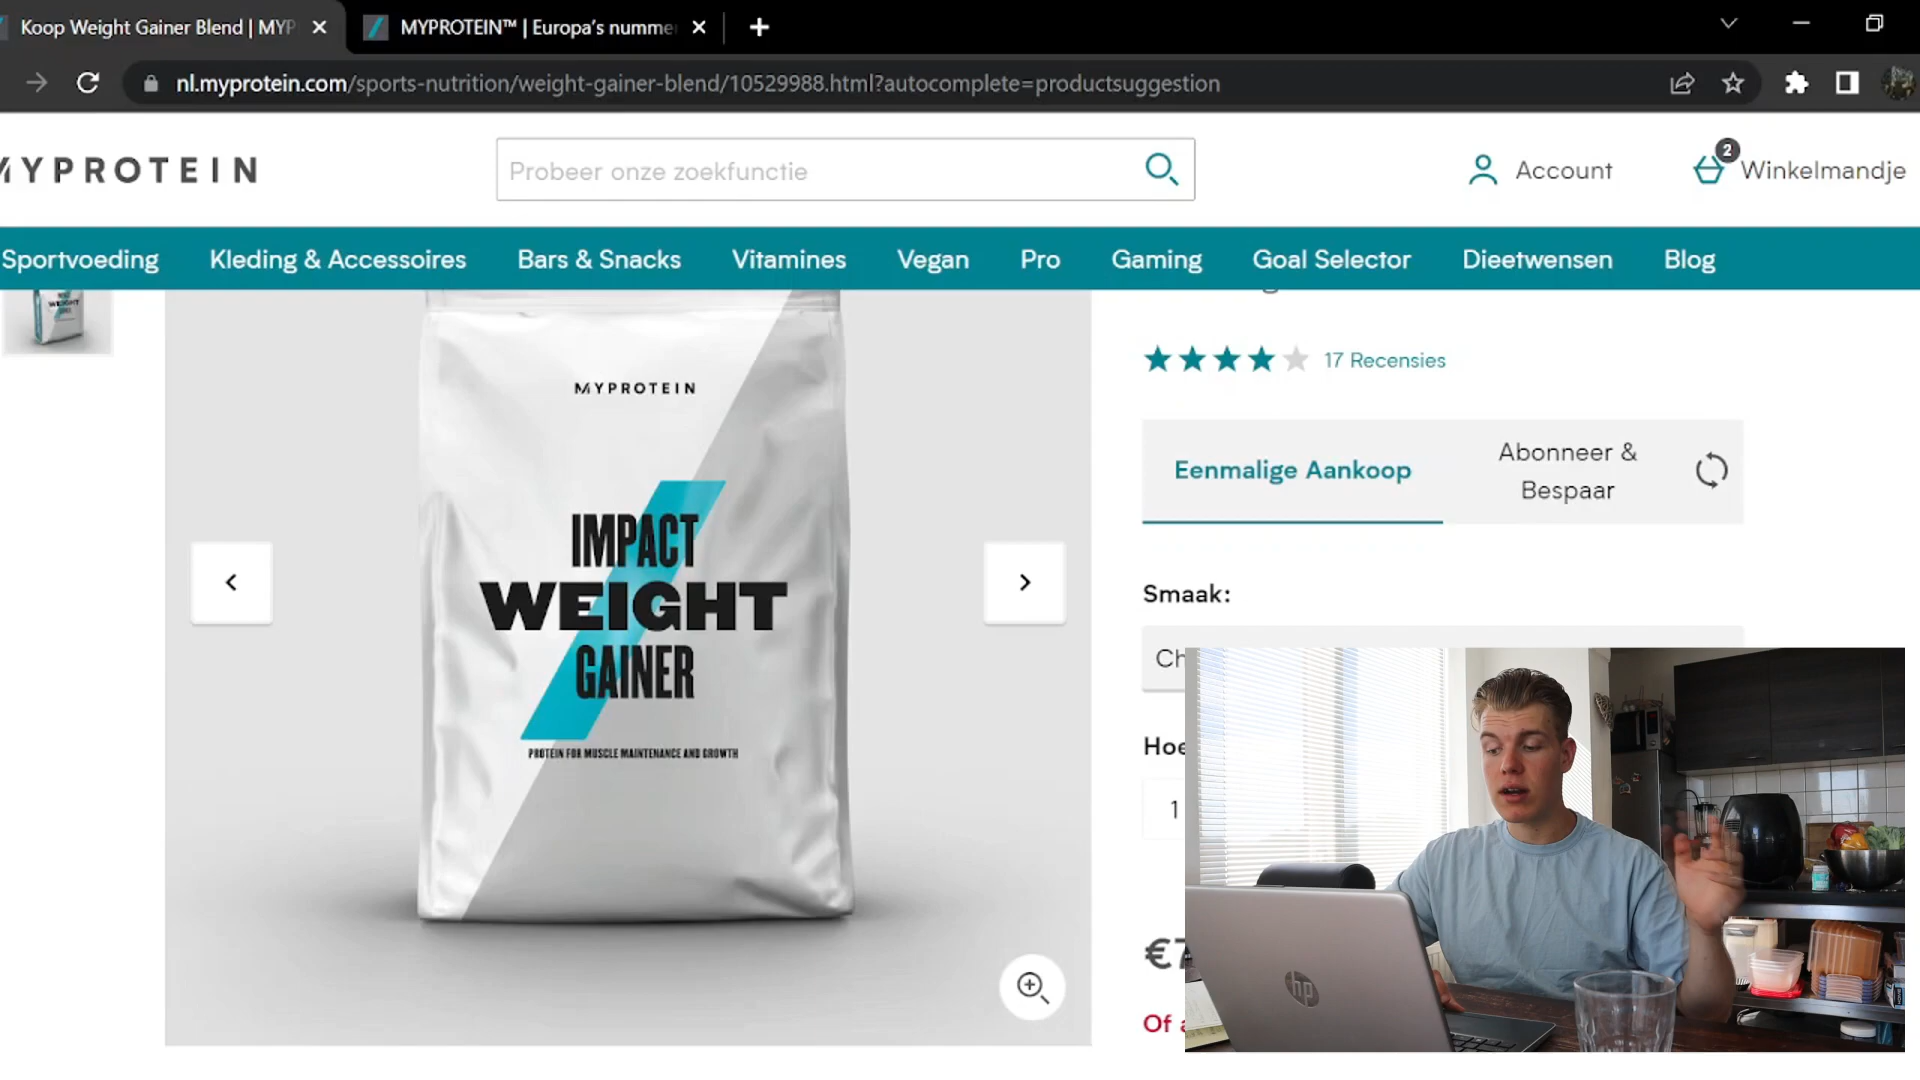 Koop Weight Gainer Blend | MYP
MYPROTEIN™ | Europa's numme
nl.myprotein.com/sports-nutrition/weight-gainer-blend/10529988.html?autocomplete=productsuggestion
MYPROTEIN
Probeer onze zoekfunctie
Account
2
Winkelmandje
Sportvoeding
Kleding & Accessoires
Bars & Snacks
Vitamines
Vegan
Pro
Gaming
Goal Selector
Dieetwensen
Blog
MYPROTEIN
IMPACT
WEIGHT
GAINER
PROTEIN FOR MUSCLE MAINTENANCE AND GROWTH
17 Recensies
Eenmalige Aankoop
Abonneer &
Bespaar
Smaak:
Ch
Hoe
1
€7
Of a
hp